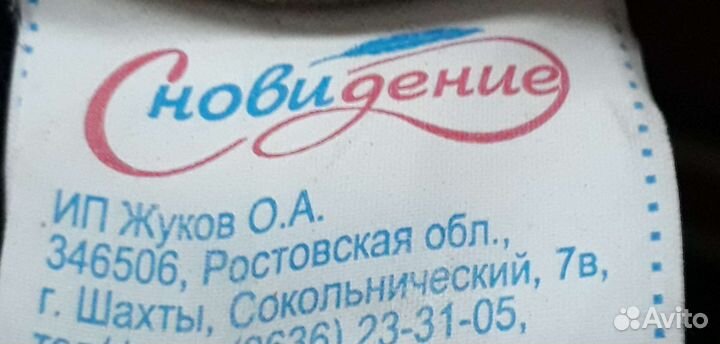 Сновидение
ИП Жуков О.А.
346506, Ростовская обл.,
г. Шахты, Сокольнический, 7в,
23-31-05,
Avito